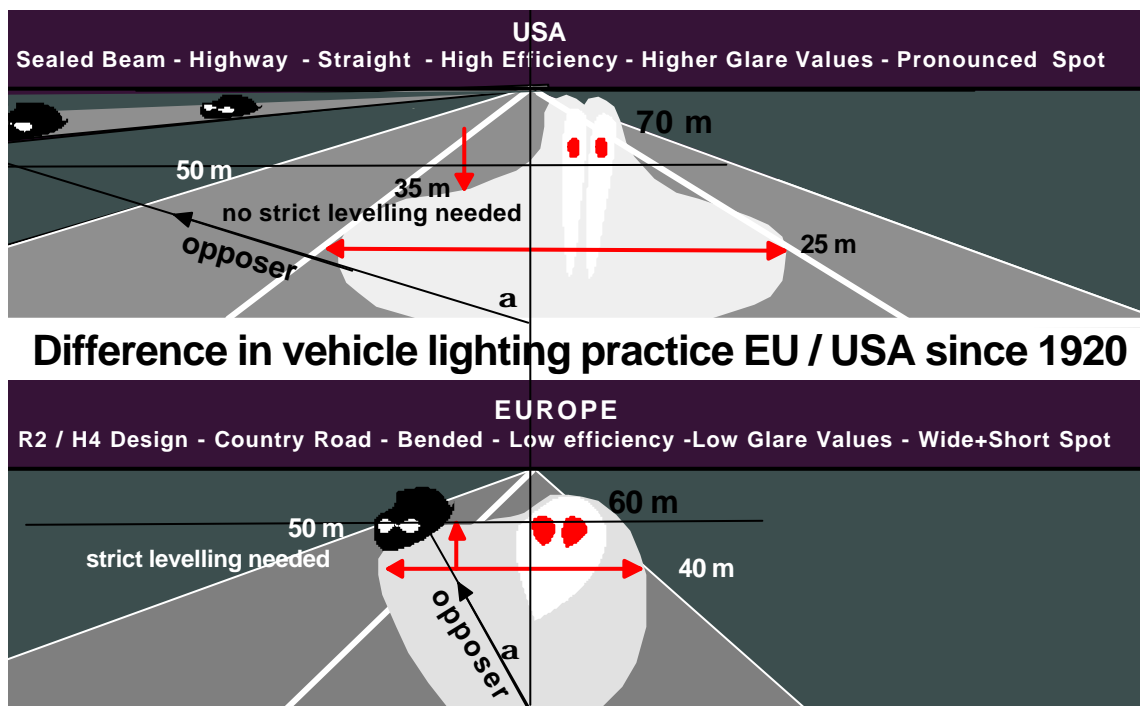 USA
Sealed Beam - Highway - Straight - High Efficiency - Higher Glare Values - Pronounced Spot
70 m
50 m
35 m
no strict levelling needed
opposer
25 m
a
Difference in vehicle lighting practice EU / USA since 1920
EUROPE
R2 / H4 Design - Country Road - Bended - Low efficiency -Low Glare Values - Wide+Short Spot
60 m
50 m
strict levelling needed
40 m
opposer
a